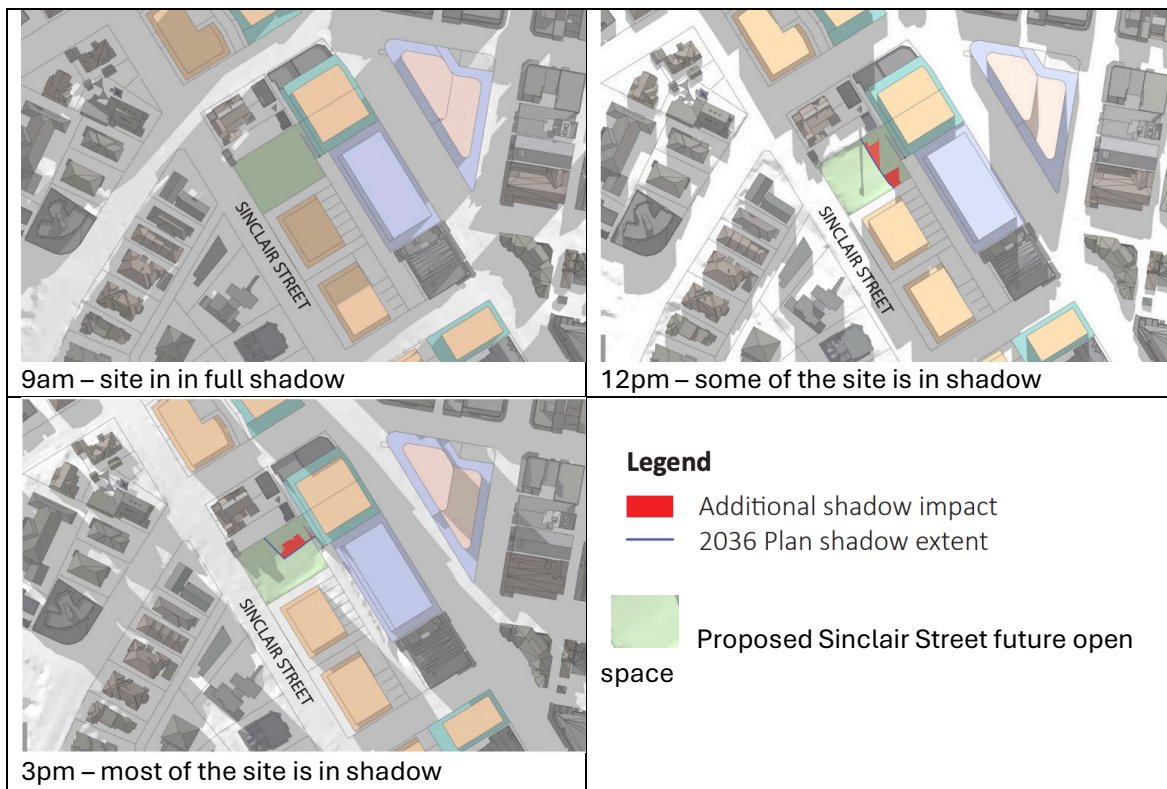 SINCLAIR STREET
SINCLAIR STREET
9am – site in in full shadow
12pm – some of the site is in shadow
SINCLAIR STREET
3pm – most of the site is in shadow
Legend
Additional shadow impact
2036 Plan shadow extent
Proposed Sinclair Street future open
space